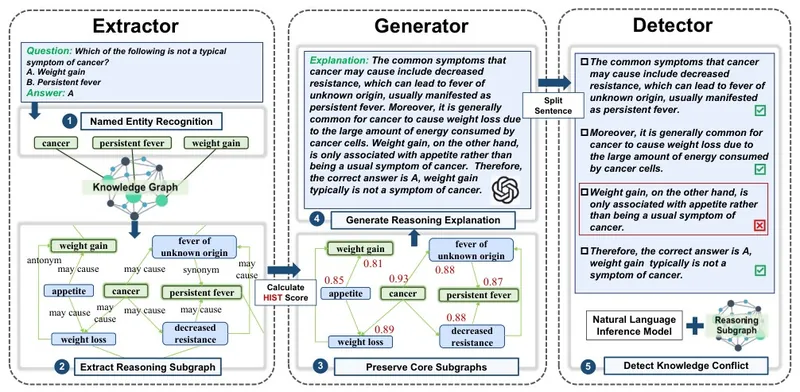 Extractor
Question: Which of the following is not a typical
symptom of cancer?
A. Weight gain
B. Persistent fever
Answer: A
1 Named Entity Recognition
cancer
persistent fever
weight gain
Knowledge Graph
weight gain
fever of
unknown origin
antonym
may cause
may cause
synonym
may
cause
appetite
cancer
persistent fever
may
cause
may
cause
may cause
may cause
weight loss
decreased
resistance
2 Extract Reasoning Subgraph
Calculate
HIST Score
Generator
Explanation: The common symptoms that
cancer may cause include decreased
resistance, which can lead to fever of
unknown origin, usually manifested as
persistent fever. Moreover, it is generally
common for cancer to cause weight loss due
to the large amount of energy consumed by
cancer cells. Weight gain, on the other hand,
is only associated with appetite rather than
being a usual symptom of cancer. Therefore,
the correct answer is A, weight gain
typically is not a symptom of cancer.
4 Generate Reasoning Explanation
weight gain
fever of
unknown origin
0.81
0.88
0.85
0.93
0.87
appetite
cancer
persistent fever
0.89
0.88
weight loss
decreased
resistance
3 Preserve Core Subgraphs
Split
Sentence
Detector
The common symptoms that cancer
may cause include decreased
resistance, which can lead to fever of
unknown origin, usually manifested
as persistent fever.
Moreover, it is generally common for
cancer to cause weight loss due to
the large amount of energy consumed
by cancer cells.
Weight gain, on the other hand, is
only associated with appetite rather
than being a usual symptom of
cancer.
Therefore, the correct answer is A,
weight gain typically is not a
symptom of cancer.
Natural Language
Inference Model
Reasoning
Subgraph
5 Detect Knowledge Conflict